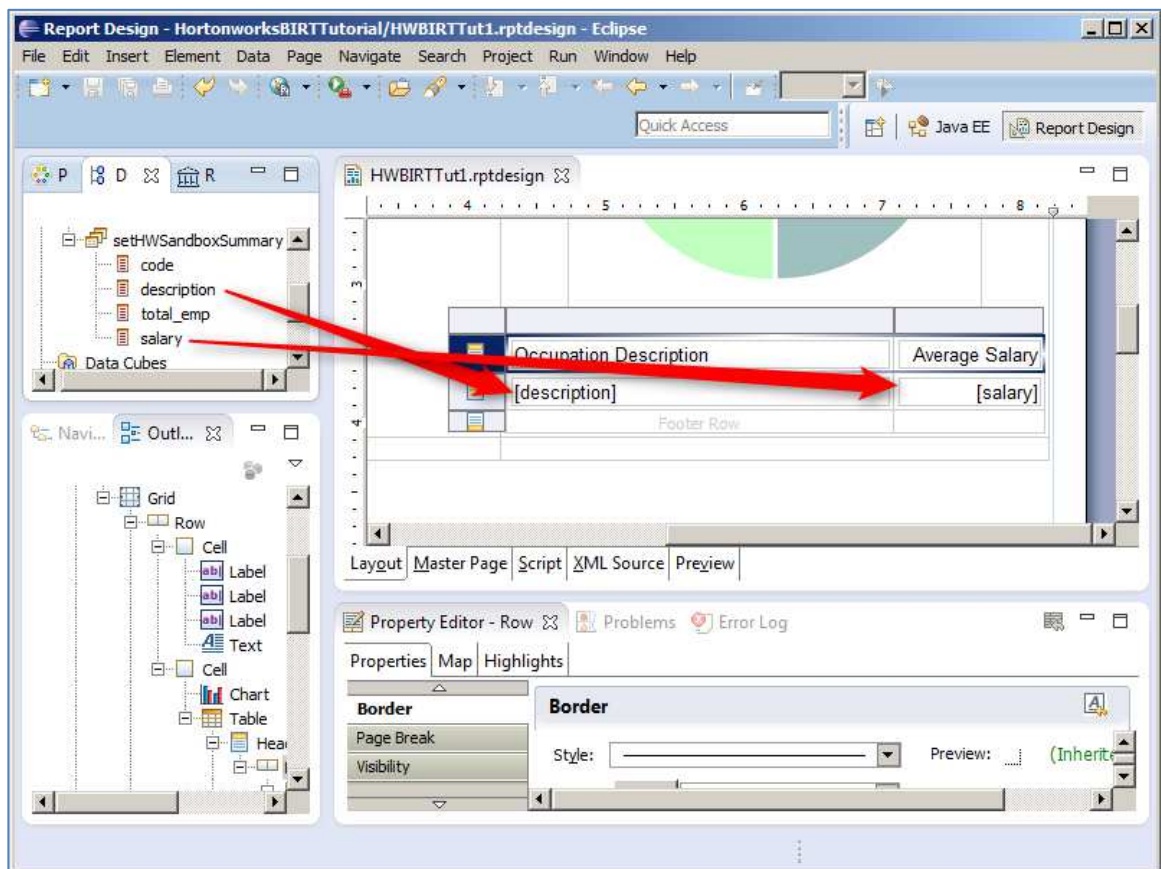 Report Design - HortonworksBIRTTutorial/HWBIRTTut1.rptdesign - Eclipse
File Edit Insert Element Data Page Navigate Search Project Run Window Help
Quick Access
Java EE
Report Design
P D R
setHWSandboxSummary
code
description
total_emp
salary
Data Cubes
HWBIRTTut1.rptdesign
4 5 6 7 8
3
4
Occupation Description Average Salary
[description] [salary]
Footer Row
Layout Master Page Script XML Source Preview
Navi... Outl...
Grid
Row
Cell
abl Label
abl Label
abl Label
Text
Cell
Chart
Table
Property Editor - Row Problems Error Log
Properties Map Highlights
Border
Page Break
Visibility
Border
Style: Preview: